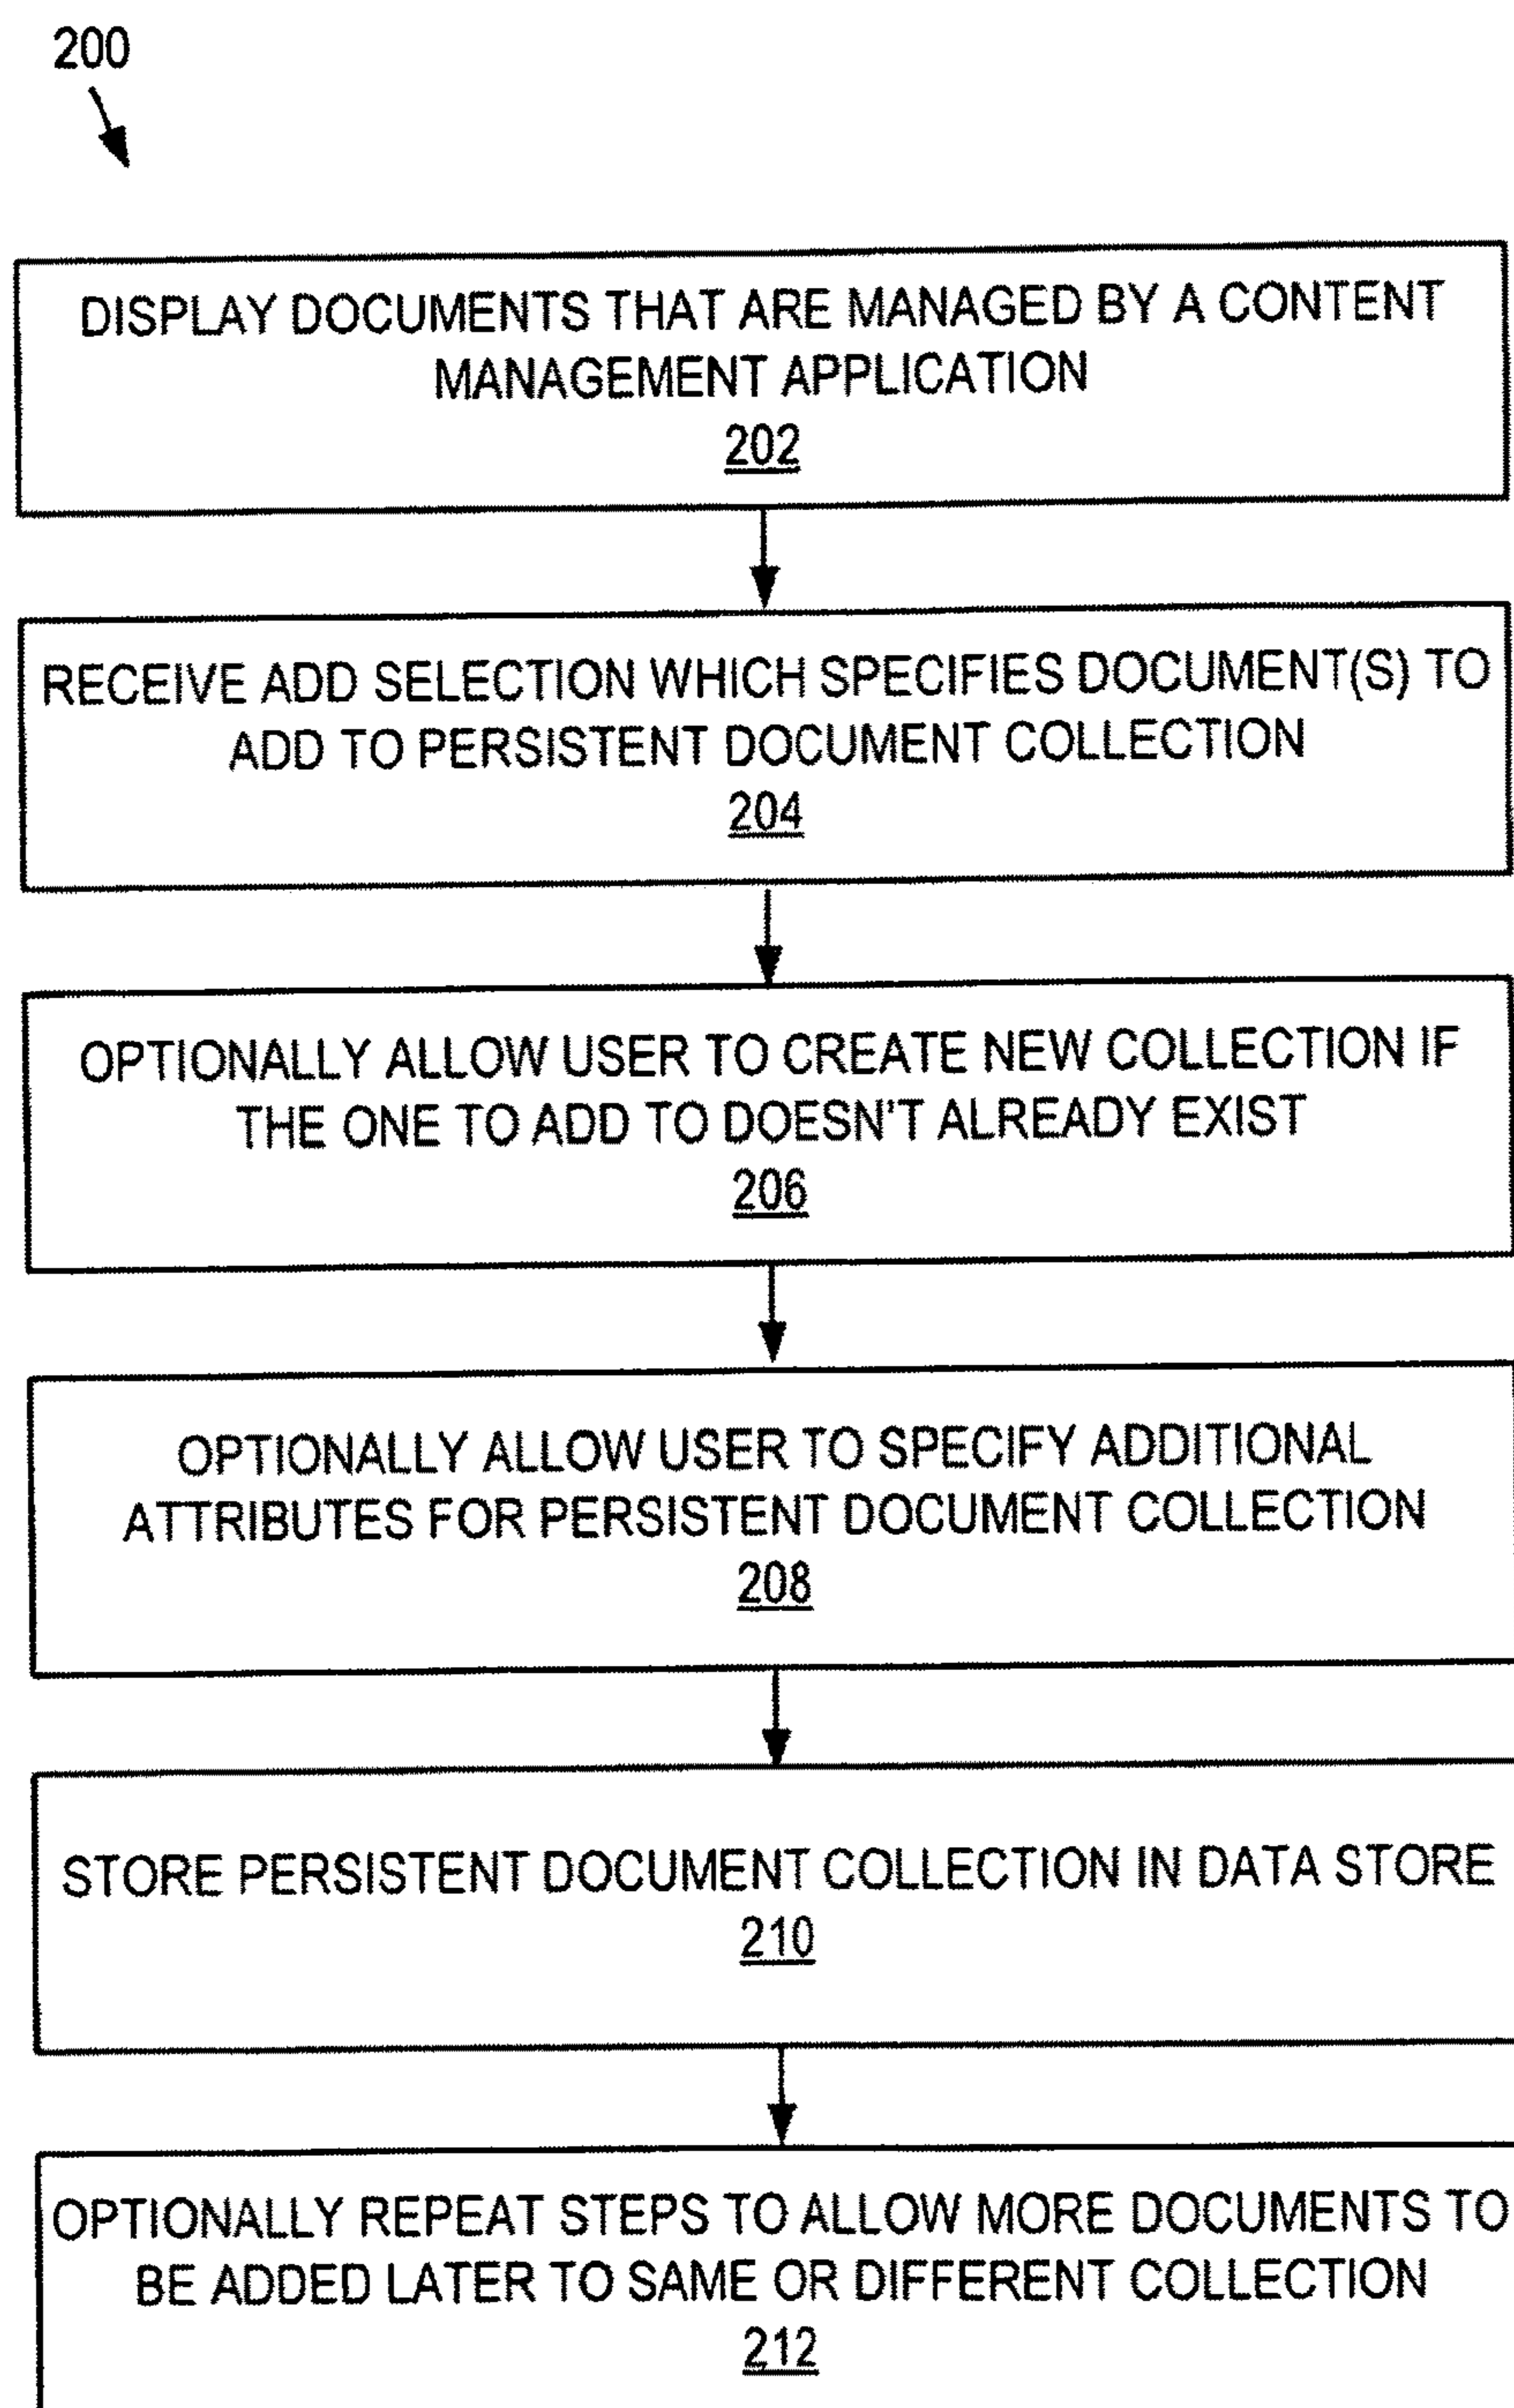 200
DISPLAY DOCUMENTS THAT ARE MANAGED BY A CONTENT
MANAGEMENT APPLICATION
202
RECEIVE ADD SELECTION WHICH SPECIFIES DOCUMENT(S) TO
ADD TO PERSISTENT DOCUMENT COLLECTION
204
OPTIONALLY ALLOW USER TO CREATE NEW COLLECTION IF
THE ONE TO ADD TO DOESN'T ALREADY EXIST
206
OPTIONALLY ALLOW USER TO SPECIFY ADDITIONAL
ATTRIBUTES FOR PERSISTENT DOCUMENT COLLECTION
208
STORE PERSISTENT DOCUMENT COLLECTION IN DATA STORE
210
OPTIONALLY REPEAT STEPS TO ALLOW MORE DOCUMENTS TO
BE ADDED LATER TO SAME OR DIFFERENT COLLECTION
212